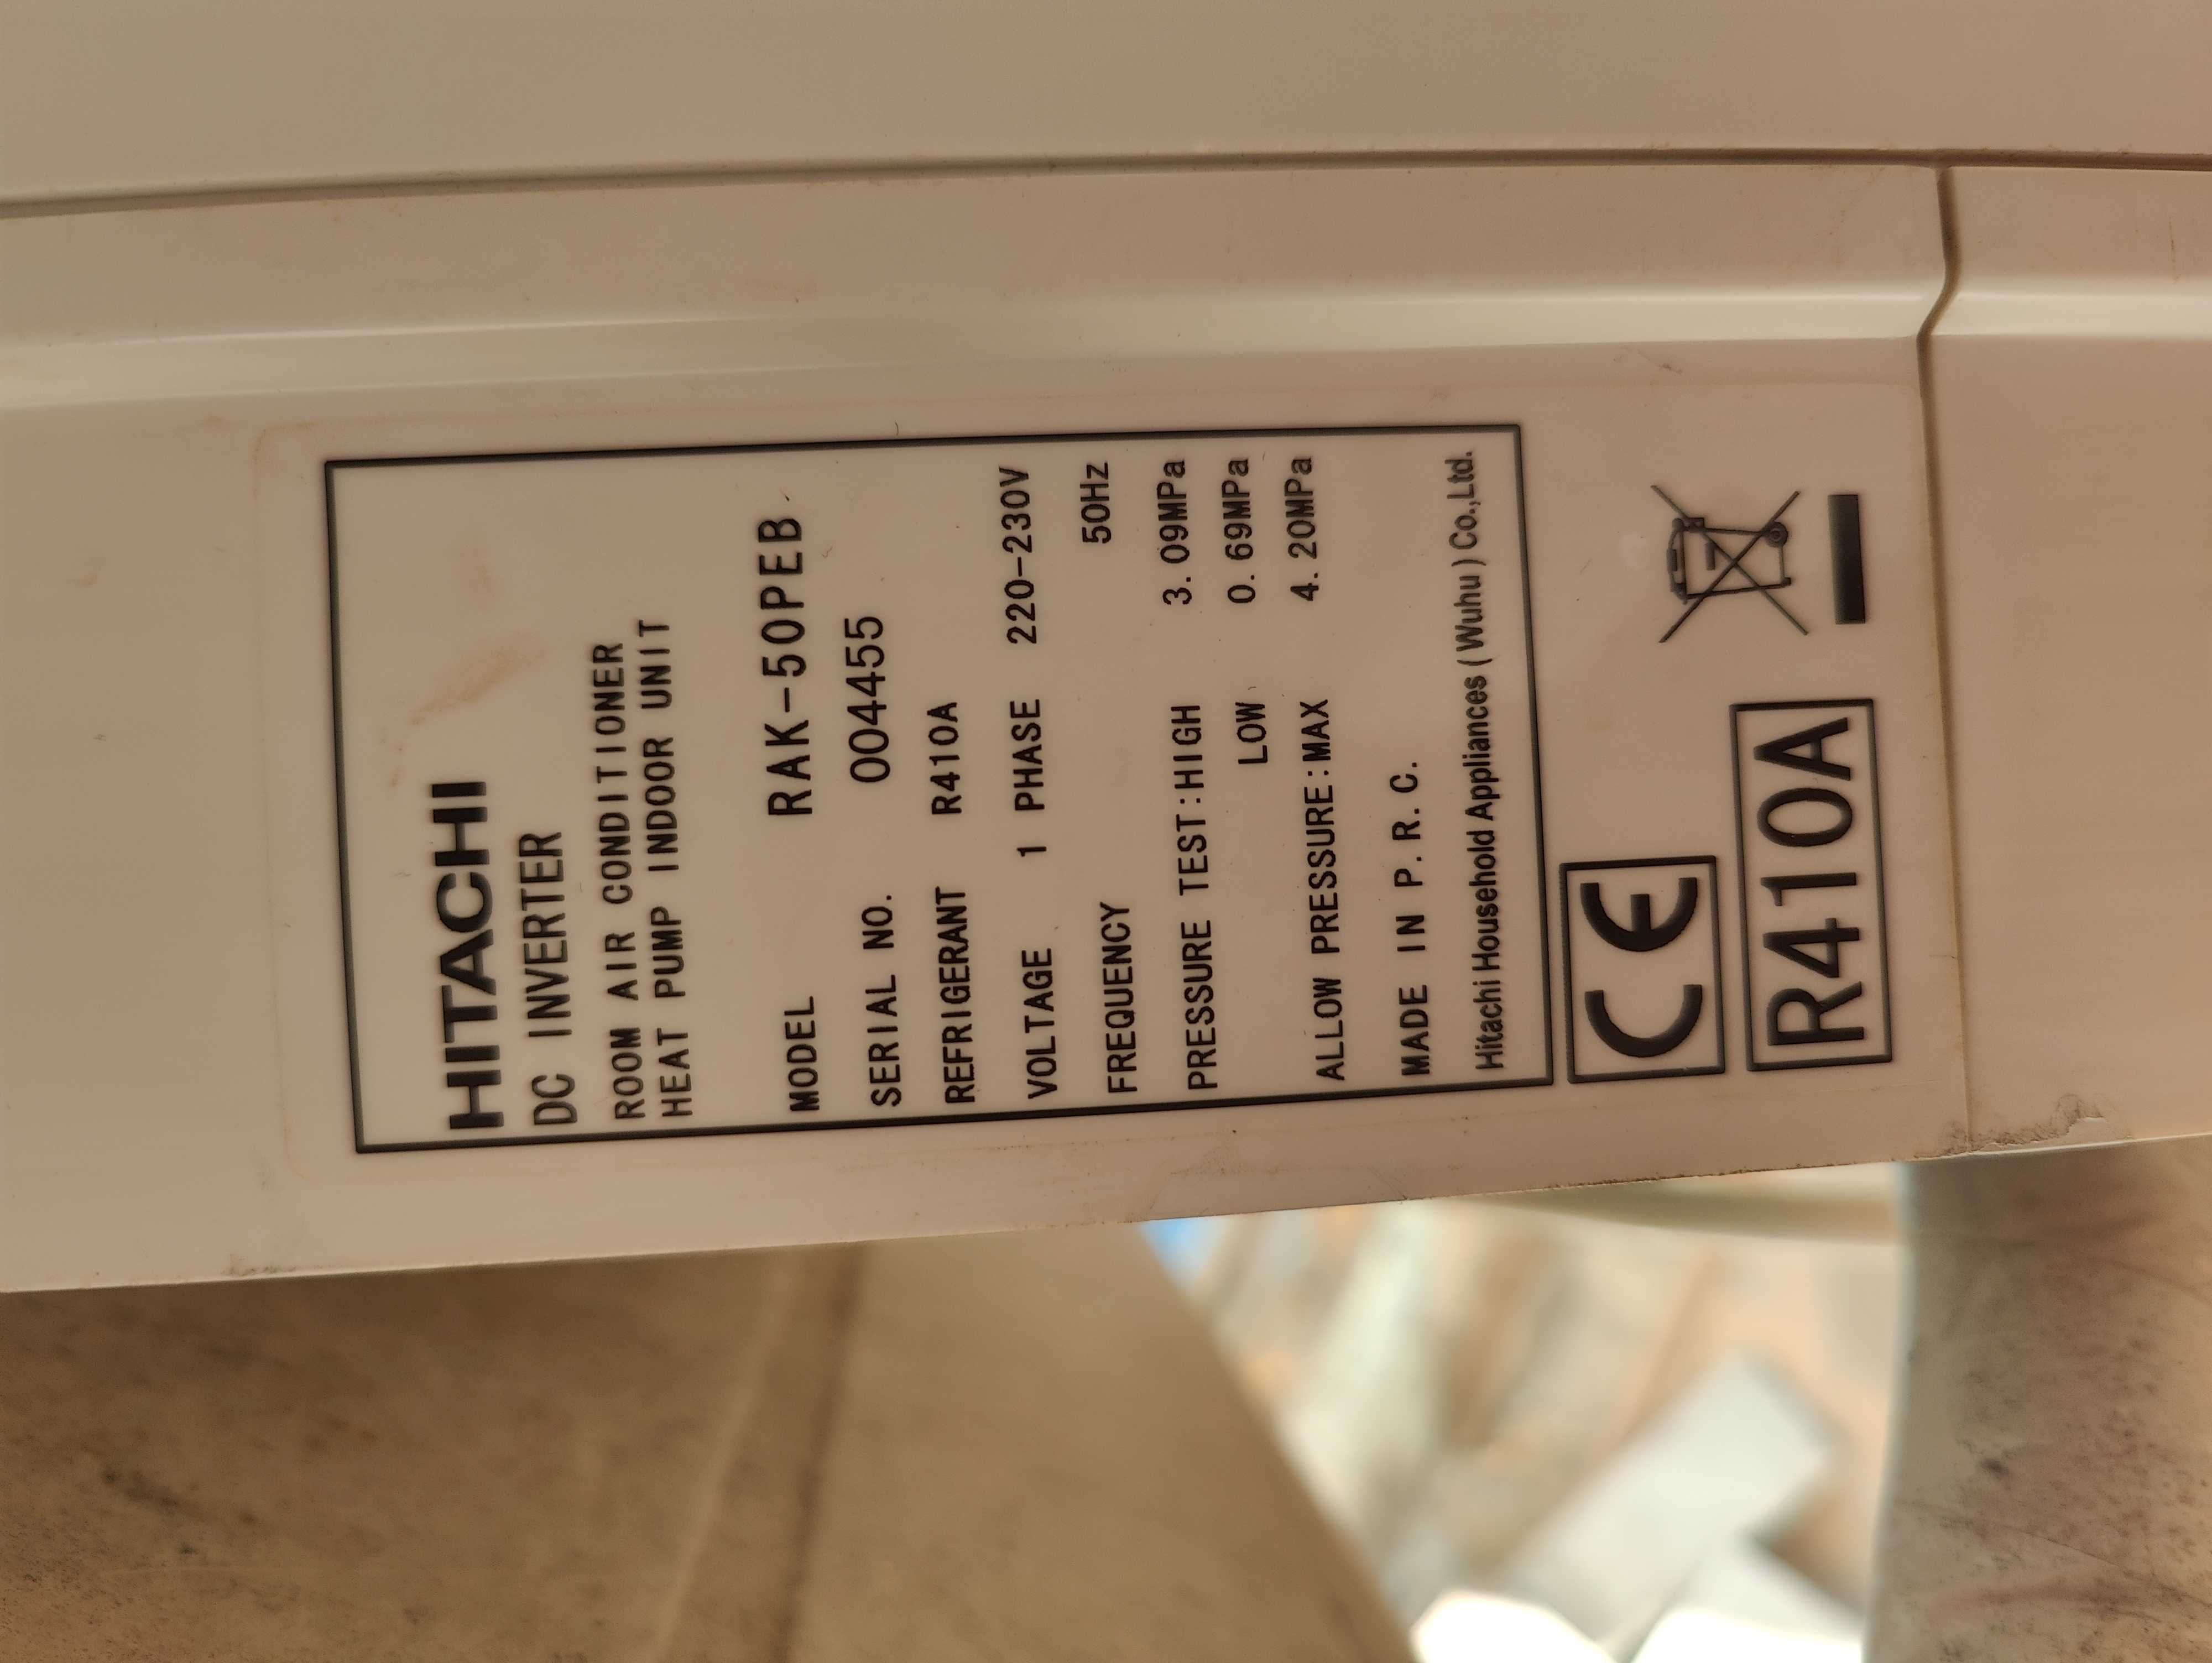 HITACHI
DC INVERTER
ROOM AIR CONDITIONER
HEAT PUMP INDOOR UNIT
MODEL RAK-50PEB
SERIAL NO. 004455
REFRIGERANT R410A
VOLTAGE 1 PHASE 220-230V
FREQUENCY 50Hz
PRESSURE TEST:HIGH 3.09MPa
LOW 0.69MPa
ALLOW PRESSURE:MAX 4.20MPa
MADE IN P.R.C.
Hitachi Household Appliances (Wuhu) Co.,Ltd.
CE
R410A